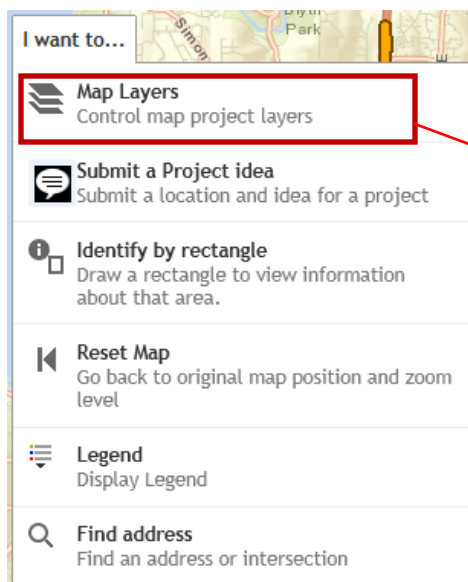 Park
Simon
I want to...
Map Layers
Control map project layers
Submit a Project idea
Submit a location and idea for a project
Identify by rectangle
Draw a rectangle to view information
about that area.
Reset Map
Go back to original map position and zoom
level
Legend
Display Legend
Find address
Find an address or intersection